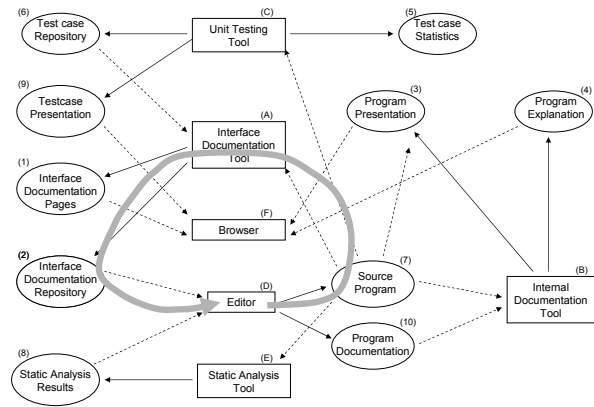 (6)
Test case
Repository
(C)
Unit Testing
Tool
(5)
Test case
Statistics
(9)
Testcase
Presentation
(A)
Interface
Documentation
Tool
(3)
Program
Presentation
(4)
Program
Explanation
(1)
Interface
Documentation
Pages
(F)
Browser
(2)
Interface
Documentation
Repository
(D)
Editor
(7)
Source
Program
(B)
Internal
Documentation
Tool
(10)
Program
Documentation
(8)
Static Analysis
Results
(E)
Static Analysis
Tool